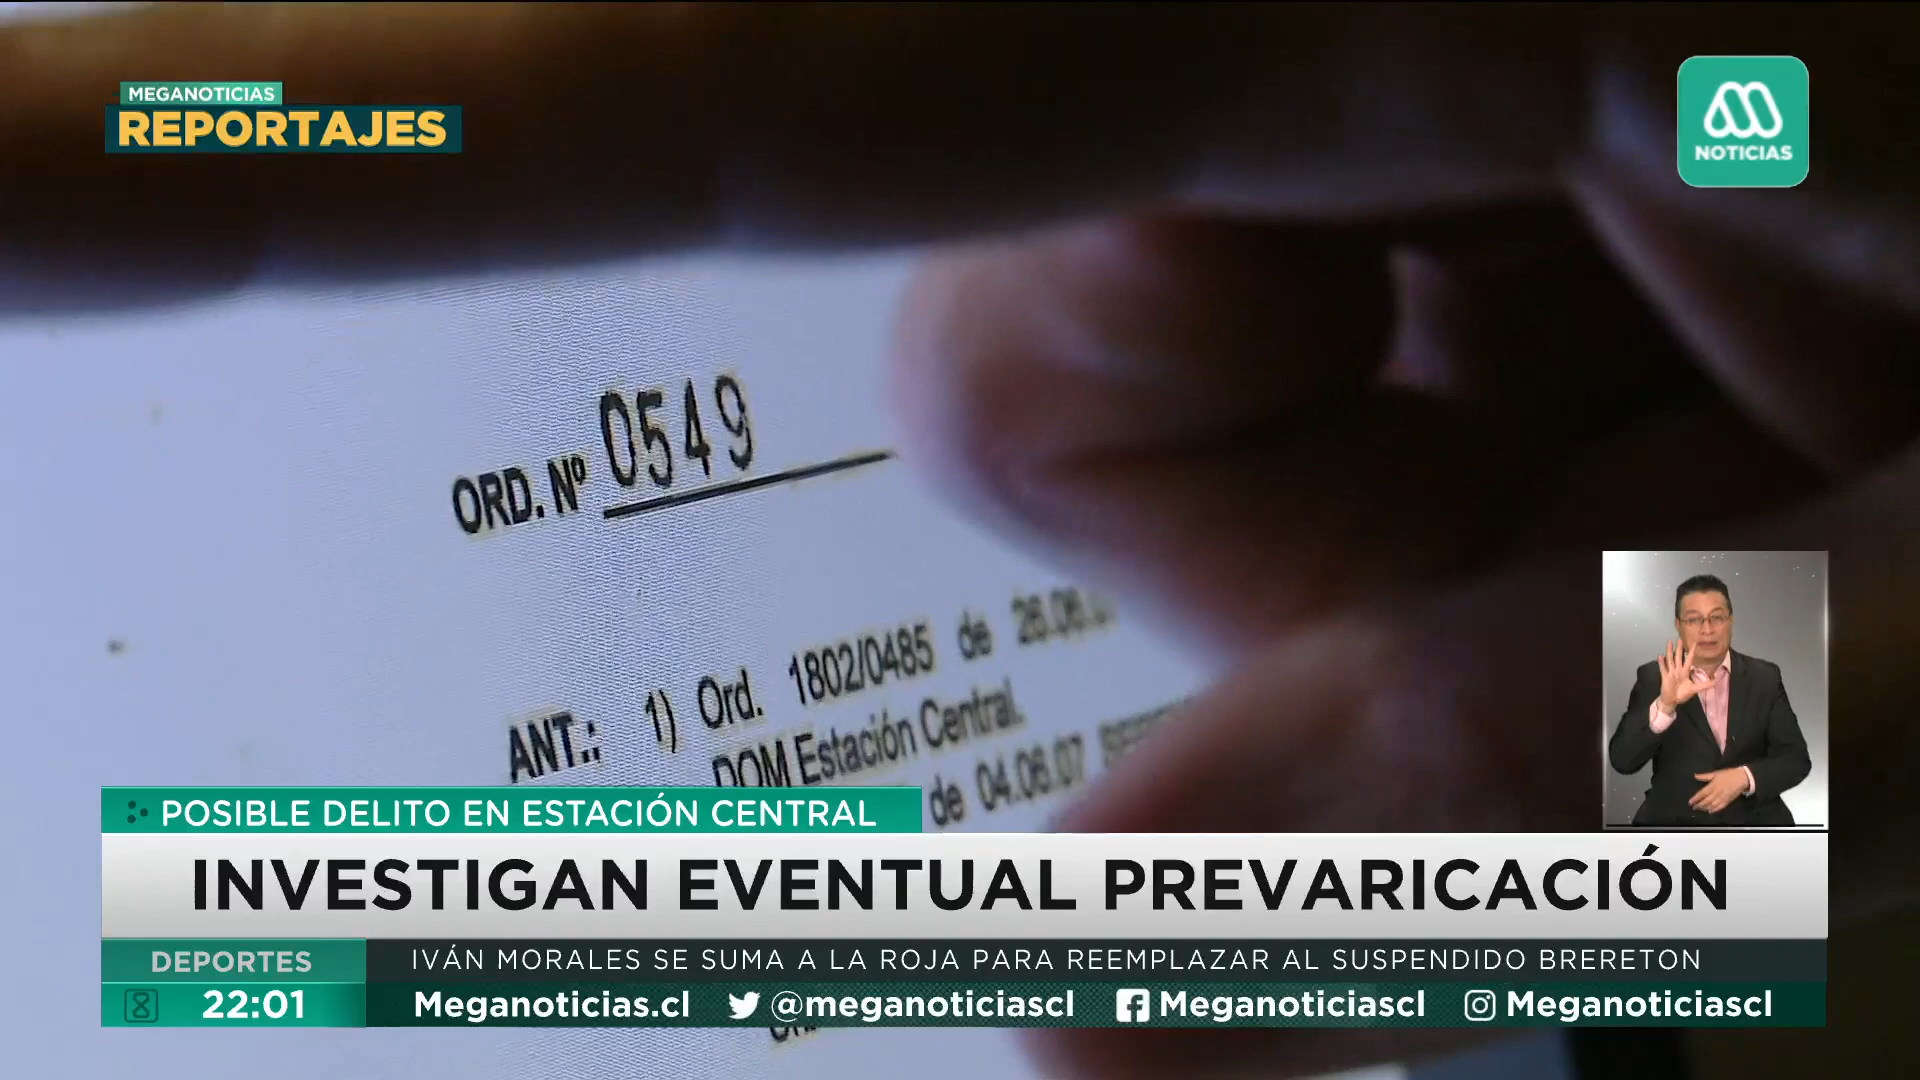 MEGANOTICIAS
REPORTAJES
NOTICIAS
ORD. Nº 0549
ANT.: 1) Ord. 1802/0485 de 26.06.
DOM Estación Central.
de 04.06.07
POSIBLE DELITO EN ESTACIÓN CENTRAL
INVESTIGAN EVENTUAL PREVARICACIÓN
DEPORTES IVÁN MORALES SE SUMA A LA ROJA PARA REEMPLAZAR AL SUSPENDIDO BRERETON
22:01 Meganoticias.cl @meganoticiascl Meganoticiascl Meganoticiascl